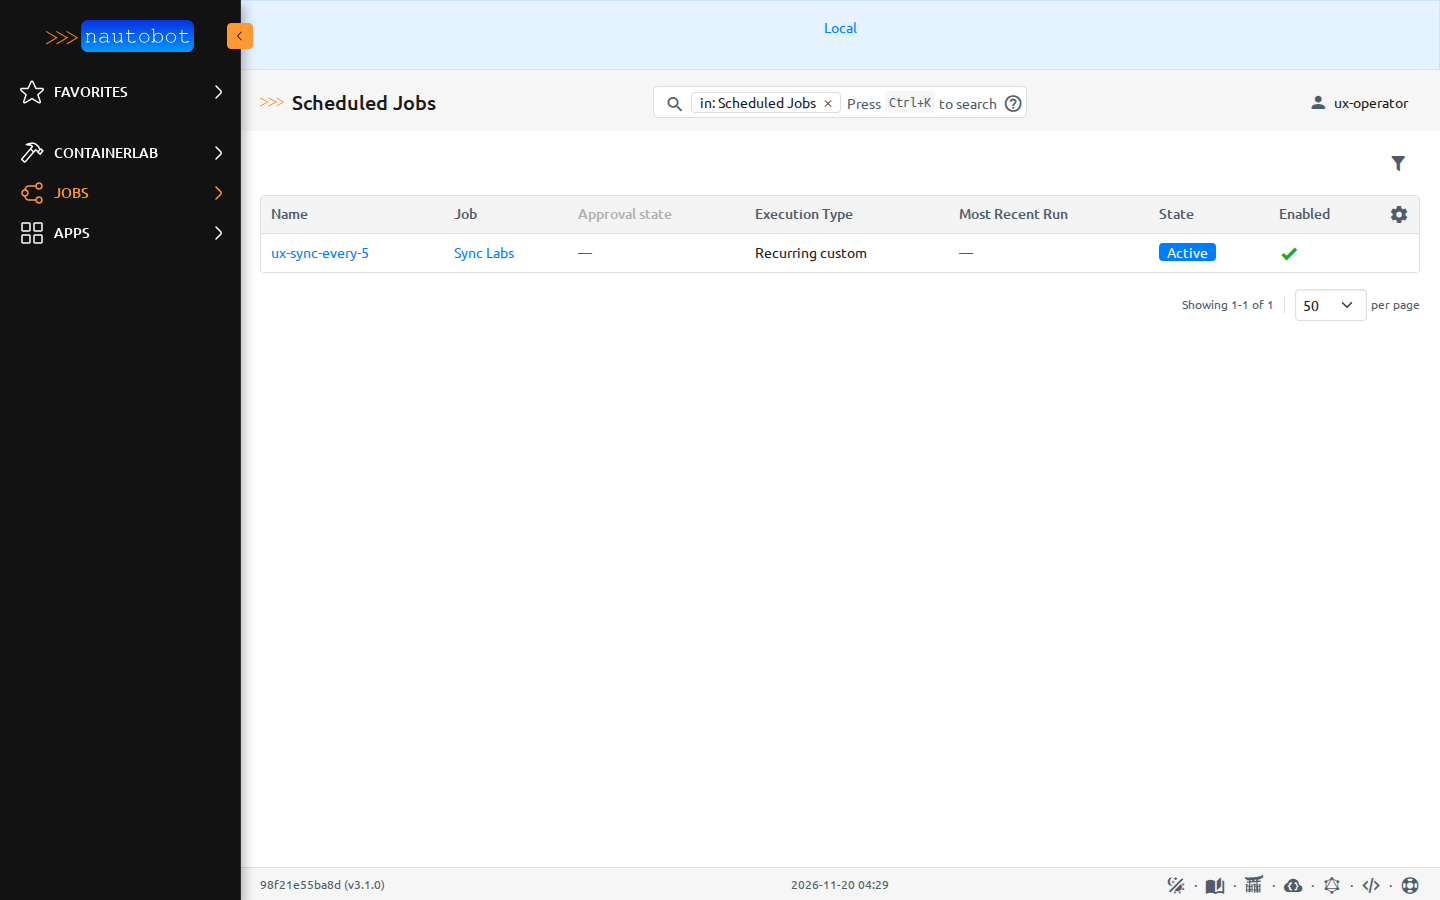 nautobot
Local
FAVORITES
CONTAINERLAB
JOBS
APPS
Scheduled Jobs
in: Scheduled Jobs × Press Ctrl+K to search
ux-operator
Name Job Approval state Execution Type Most Recent Run State Enabled
ux-sync-every-5 Sync Labs — Recurring custom — Active
Showing 1-1 of 1 50 per page
98f21e55ba8d (v3.1.0) 2026-11-20 04:29